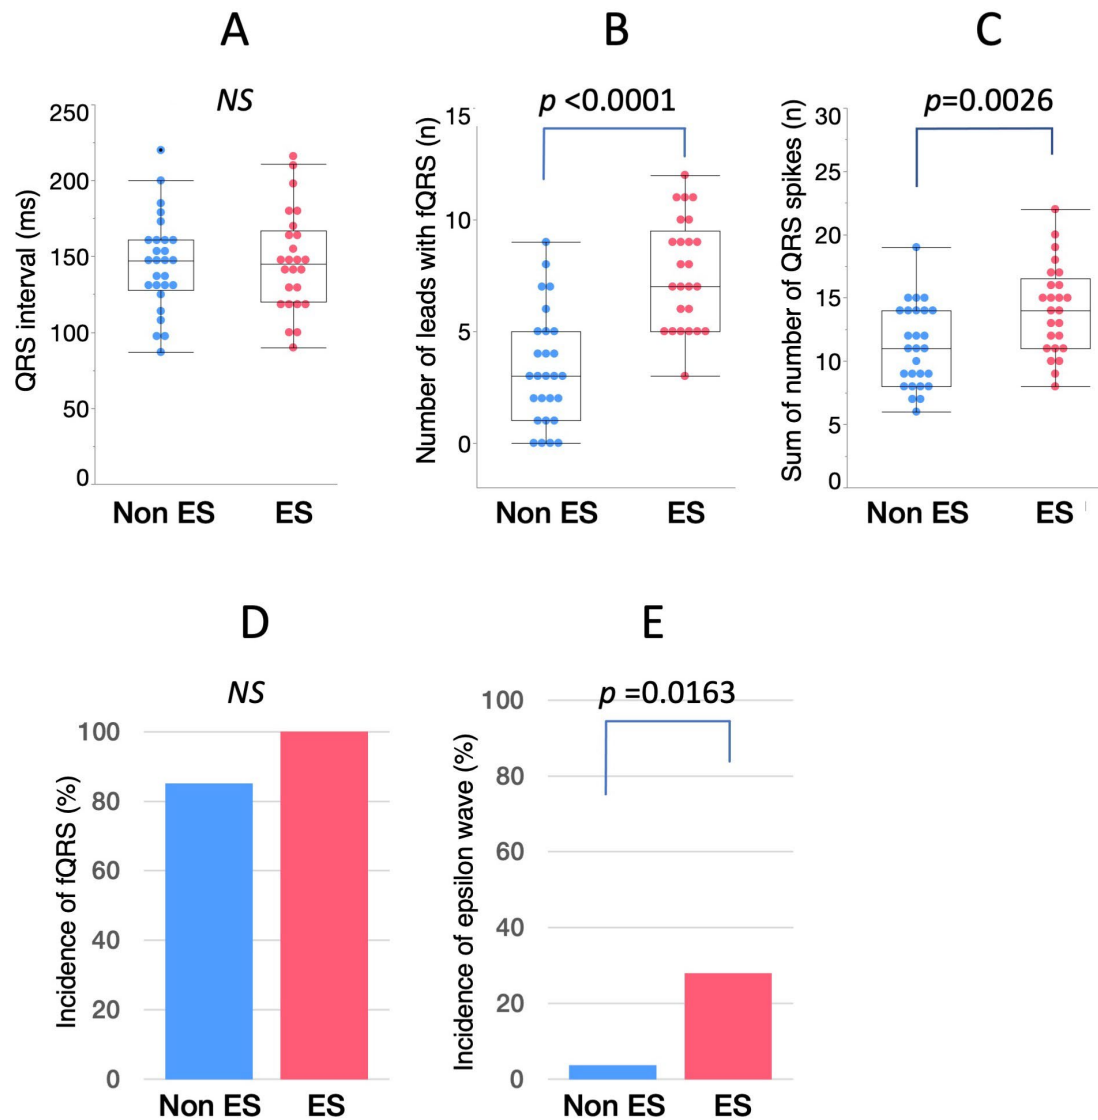 A
NS
QRS interval (ms)
250
200
150
100
50
0
Non ES
ES
B
p <0.0001
Number of leads with fQRS (n)
15
10
5
0
Non ES
ES
C
p=0.0026
Sum of number of QRS spikes (n)
30
25
20
15
10
5
0
Non ES
ES
D
NS
Incidence of fQRS (%)
100
80
60
40
20
0
Non ES
ES
E
p =0.0163
Incidence of epsilon wave (%)
100
80
60
40
20
0
Non ES
ES